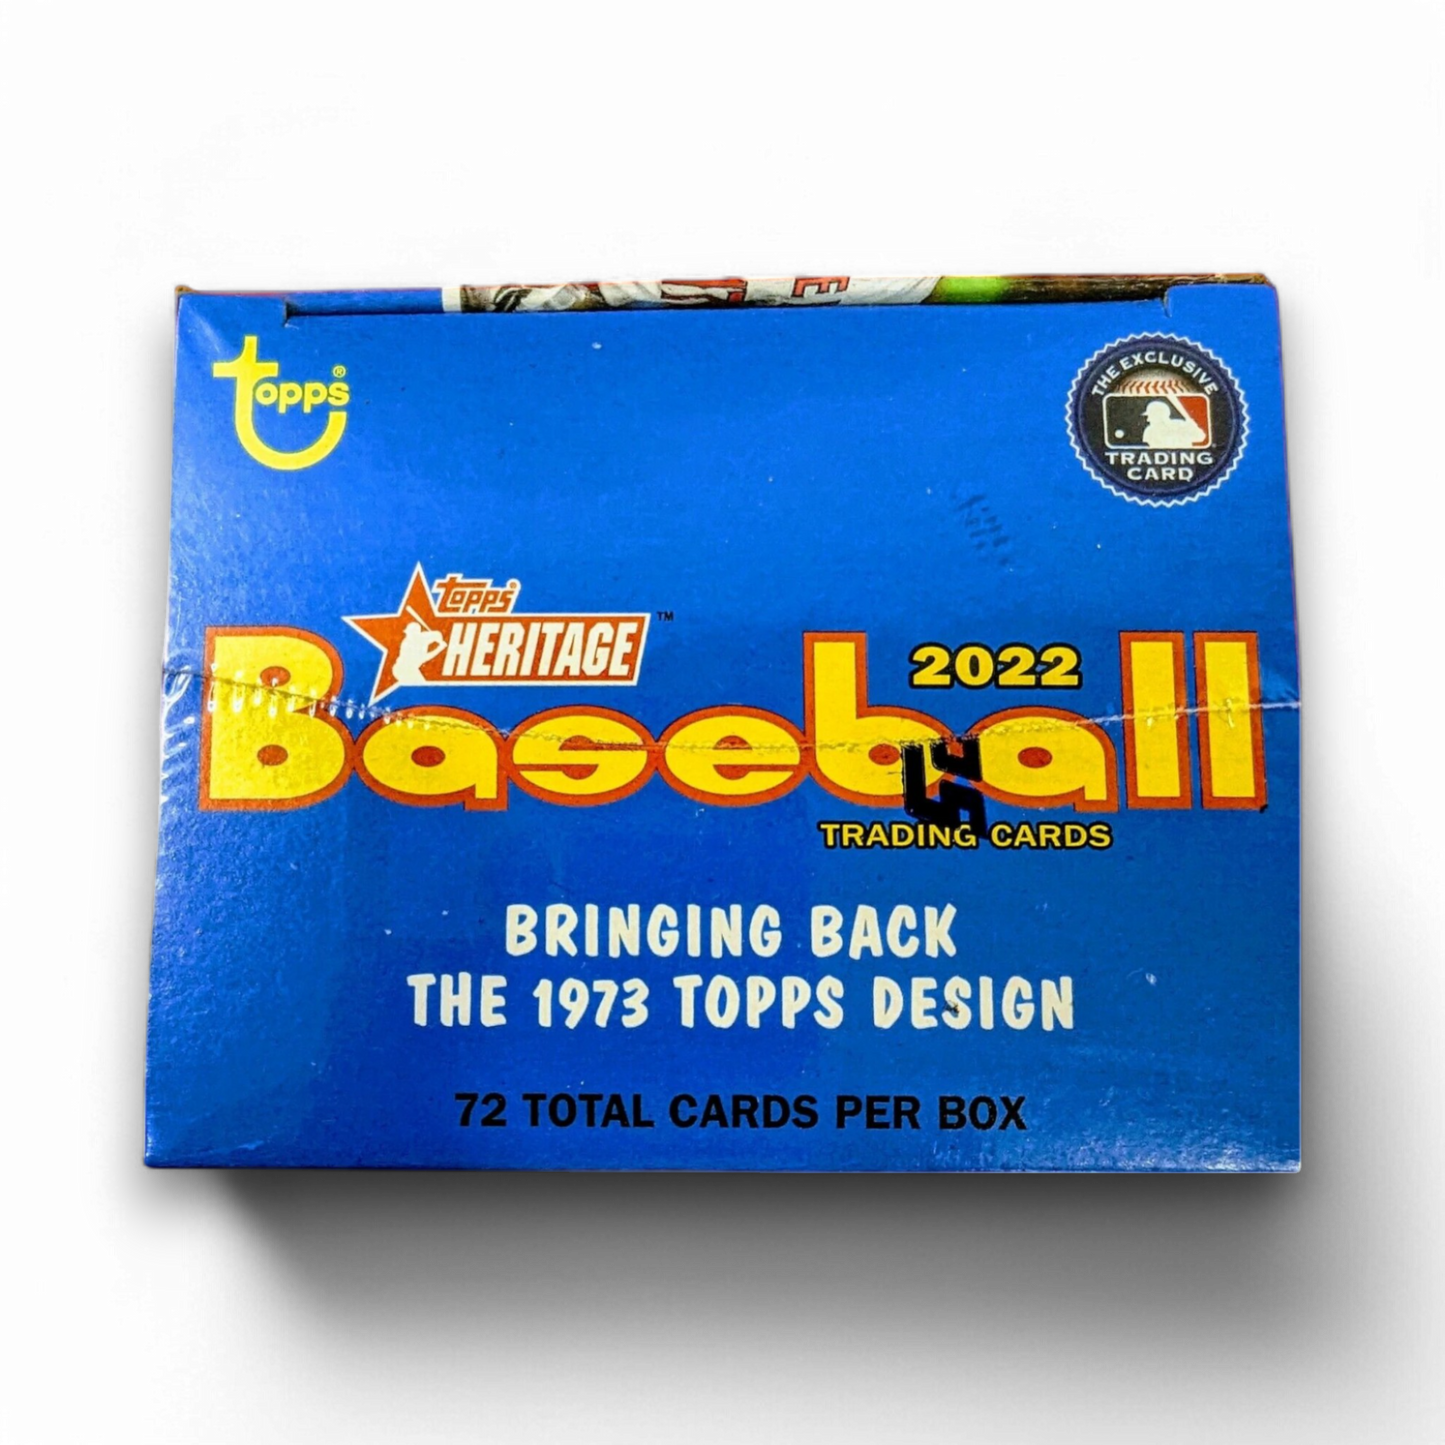 topps®
THE EXCLUSIVE
TRADING
CARD
topps
HERITAGE™
2022
Baseball
TRADING CARDS
BRINGING BACK
THE 1973 TOPPS DESIGN
72 TOTAL CARDS PER BOX